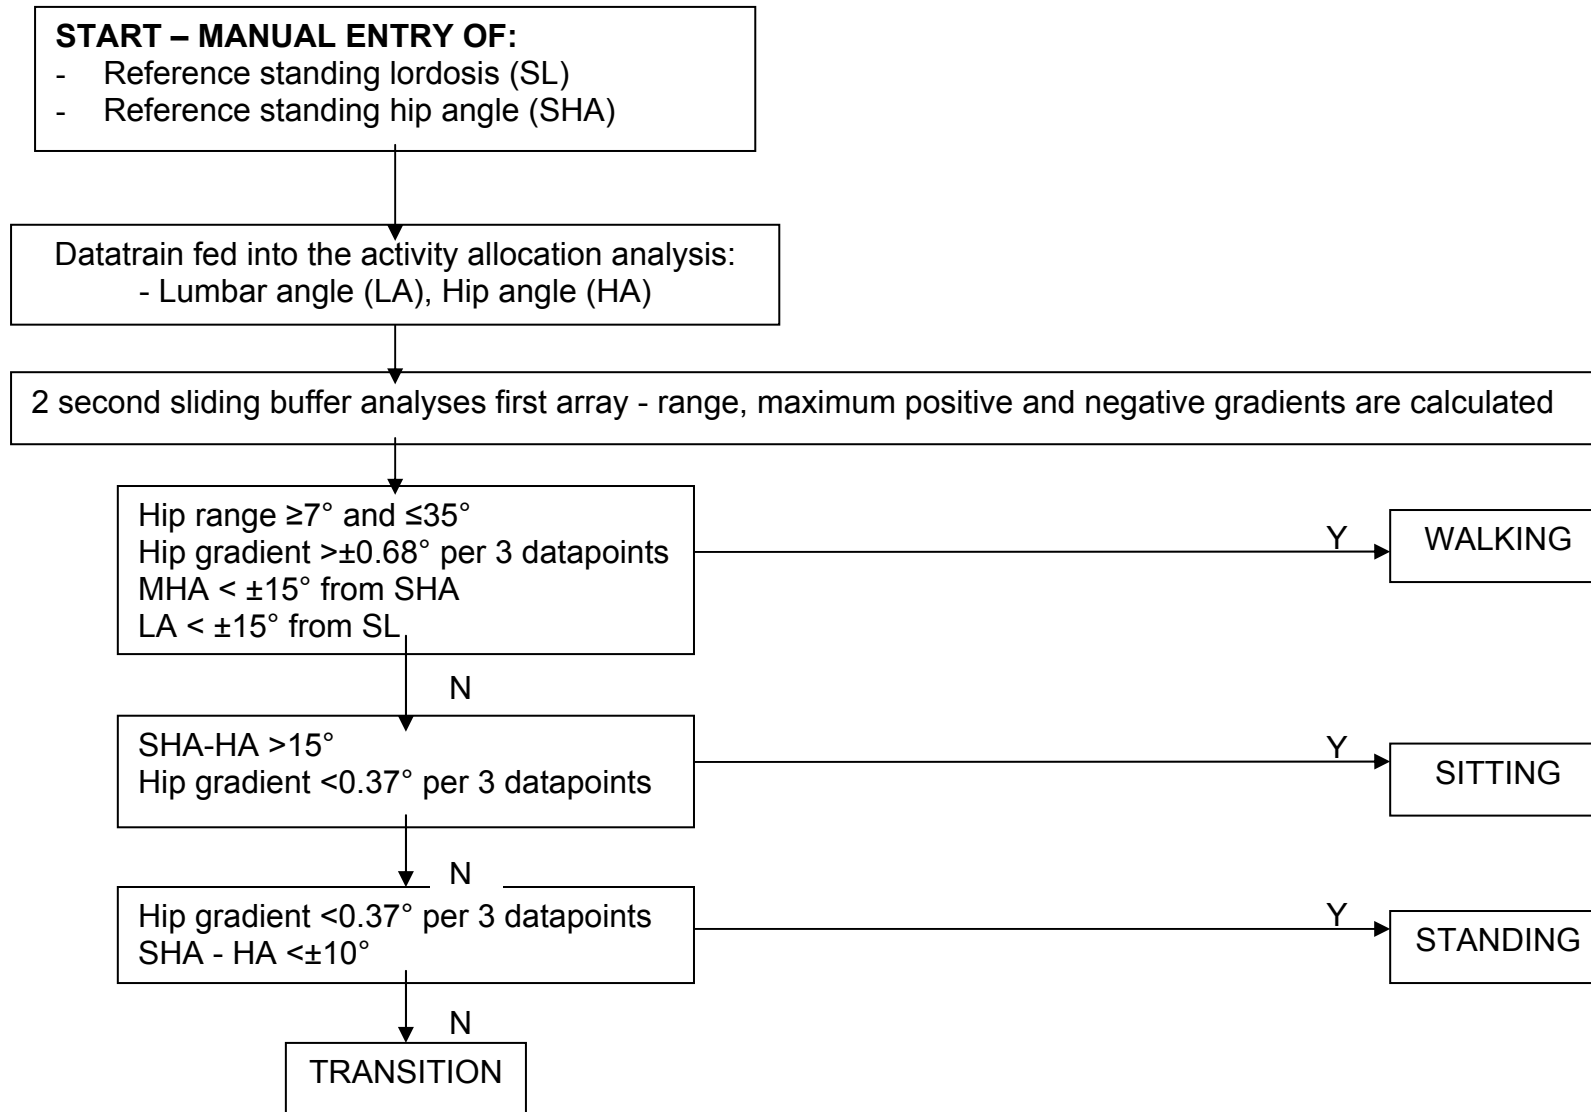 START – MANUAL ENTRY OF:
- Reference standing lordosis (SL)
- Reference standing hip angle (SHA)
Datatrain fed into the activity allocation analysis:
- Lumbar angle (LA), Hip angle (HA)
2 second sliding buffer analyses first array - range, maximum positive and negative gradients are calculated
Hip range ≥7° and ≤35°
Hip gradient >±0.68° per 3 datapoints
MHA < ±15° from SHA
LA < ±15° from SL
Y
WALKING
N
SHA-HA >15°
Hip gradient <0.37° per 3 datapoints
Y
SITTING
N
Hip gradient <0.37° per 3 datapoints
SHA - HA <±10°
Y
STANDING
N
TRANSITION